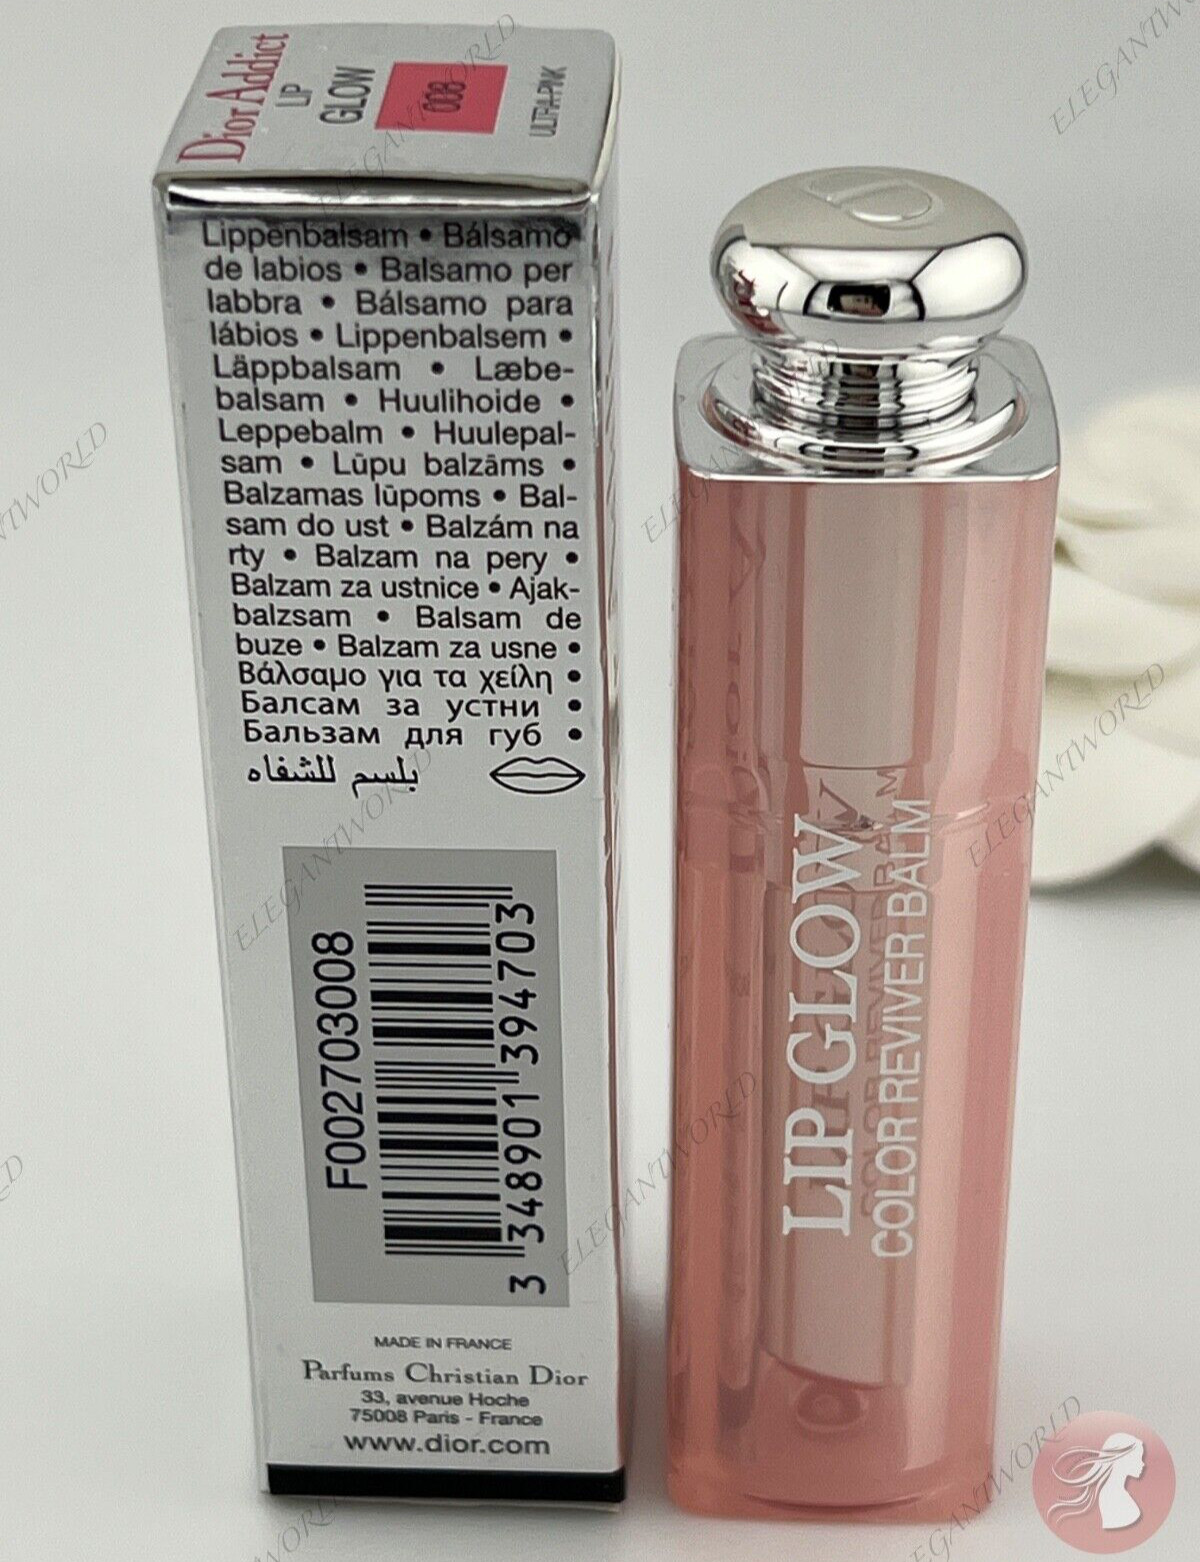 Dior Addict
LIP
GLOW
008
ULTRA-PINK
Lippenbalsam • Bálsamo
de labios • Balsamo per
labbra • Bálsamo para
lábios • Lippenbalsem •
Läppbalsam • Læbe-
balsam • Huulihoide •
Leppebalm • Huulepal-
sam • Lūpu balzāms •
Balzamas lūpoms • Bal-
sam do ust • Balzám na
rty • Balzam na pery •
Balzam za ustnice • Ajak-
balzsam • Balsam de
buze • Balzam za usne •
Βάλσαμο για τα χείλη •
Балсам за устни •
Бальзам для губ •
بلسم للشفاه
F002703008
3 348901 394703
MADE IN FRANCE
Parfums Christian Dior
33, avenue Hoche
75008 Paris - France
www.dior.com
LIP GLOW
COLOR REVIVER BALM
ELEGANTWORLD